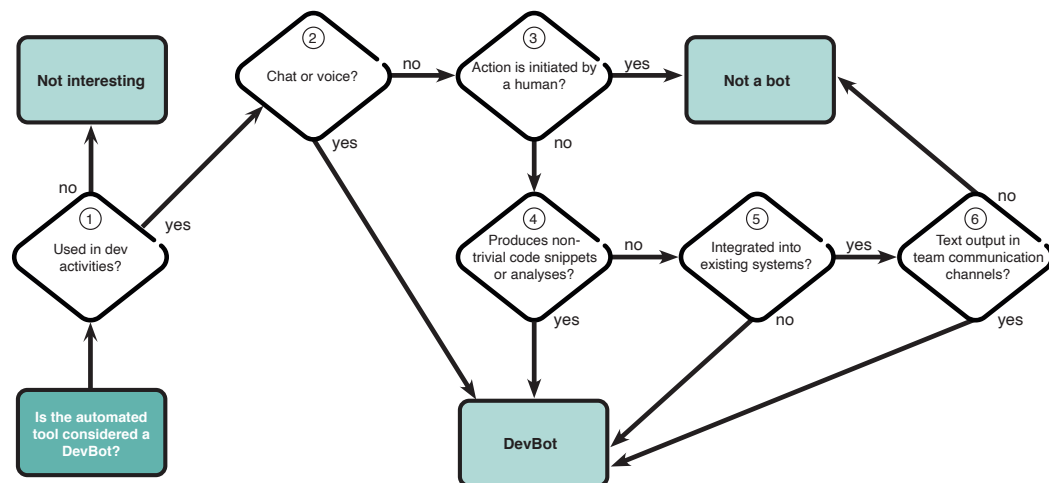 Not interesting
no
1
Used in dev
activities?
yes
Is the automated
tool considered a
DevBot?
2
Chat or voice?
no
yes
3
Action is initiated by
a human?
yes
no
Not a bot
4
Produces non-
trivial code snippets
or analyses?
no
yes
5
Integrated into
existing systems?
yes
no
6
Text output in
team communication
channels?
no
yes
DevBot